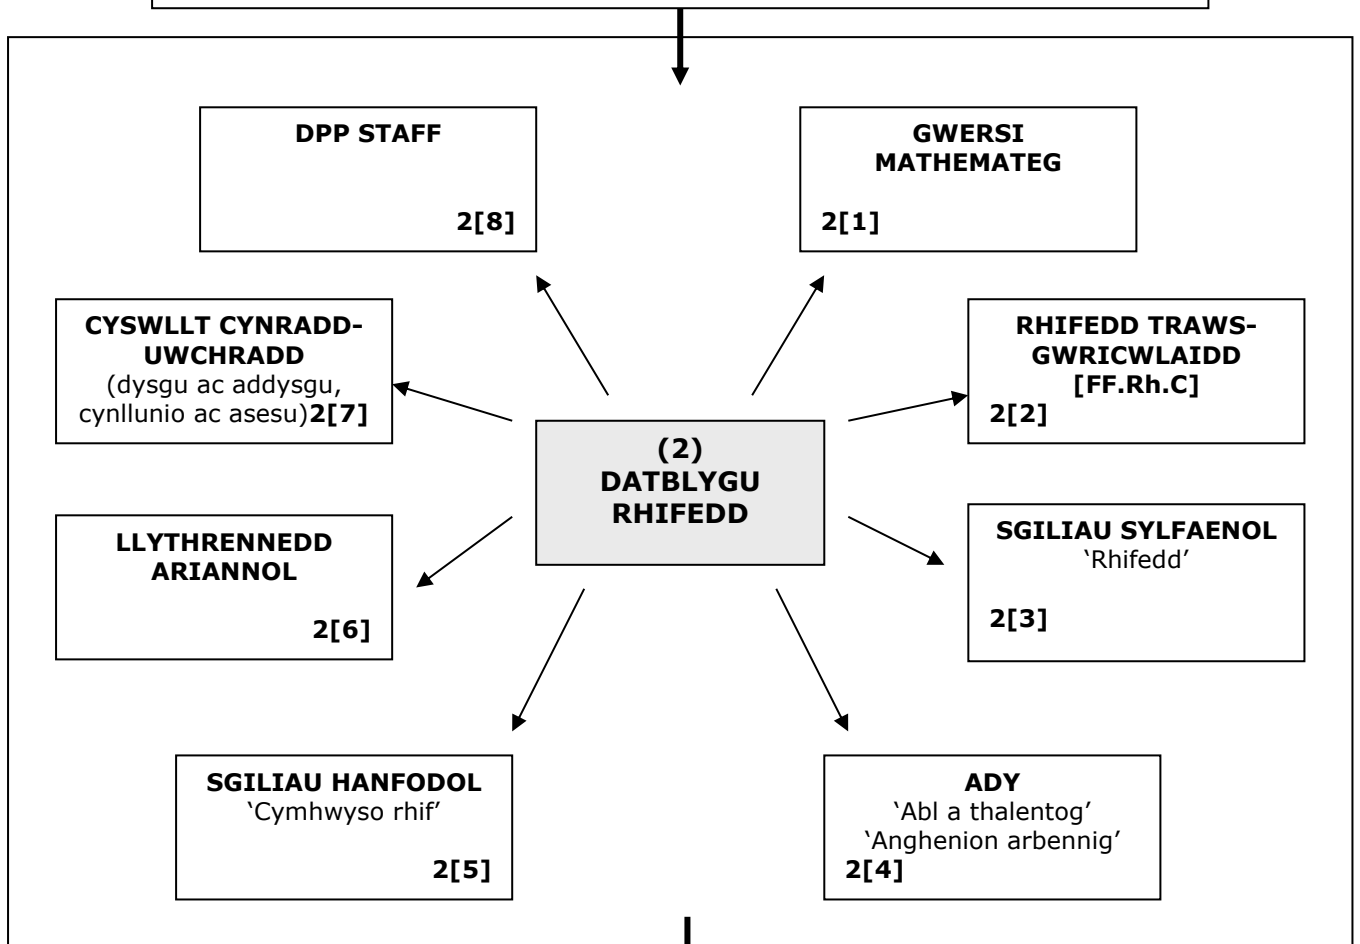 DPP STAFF
2[8]
GWERSI
MATHEMATEG
2[1]
CYSWLLT CYNRADD-
UWCHRADD
(dysgu ac addysgu,
cynllunio ac asesu)2[7]
RHIFEDD TRAWS-
GWRICWLAIDD
[FF.Rh.C]
2[2]
(2)
DATBLYGU
RHIFEDD
LLYTHRENNEDD
ARIANNOL
2[6]
SGILIAU SYLFAENOL
‘Rhifedd’
2[3]
SGILIAU HANFODOL
‘Cymhwyso rhif’
2[5]
ADY
‘Abl a thalentog’
‘Anghenion arbennig’
2[4]